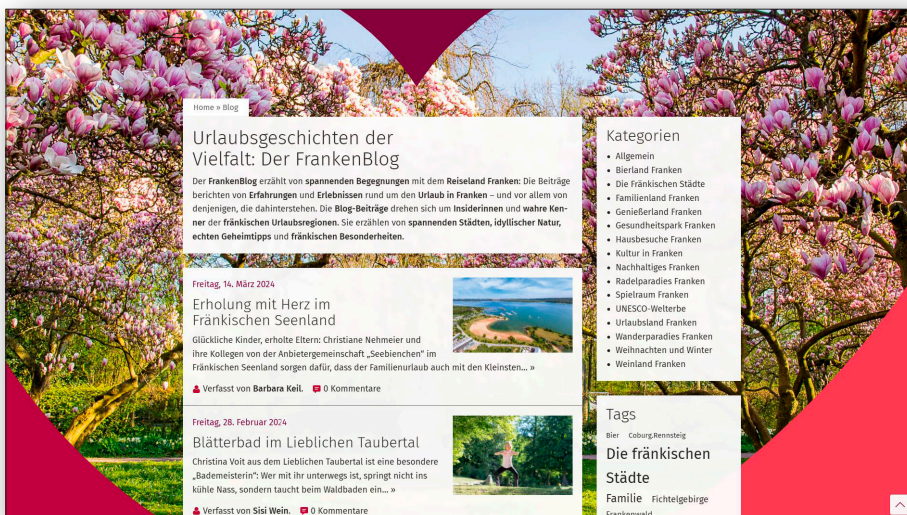 Home » Blog
Urlaubsgeschichten der
Vielfalt: Der FrankenBlog
Der FrankenBlog erzählt von spannenden Begegnungen mit dem Reiseland Franken: Die Beiträge
berichten von Erfahrungen und Erlebnissen rund um den Urlaub in Franken – und vor allem von
denjenigen, die dahinterstehen. Die Blog-Beiträge drehen sich um Insiderinnen und wahre Ken-
ner der fränkischen Urlaubsregionen. Sie erzählen von spannenden Städten, idyllischer Natur,
echten Geheimtipps und fränkischen Besonderheiten.
Freitag, 14. März 2024
Erholung mit Herz im
Fränkischen Seenland
Glückliche Kinder, erholte Eltern: Christiane Nehmeier und
ihre Kollegen von der Anbietergemeinschaft „Seebienchen“ im
Fränkischen Seenland sorgen dafür, dass der Familienurlaub auch mit den Kleinsten... »
Verfasst von Barbara Keil. 0 Kommentare
Freitag, 28. Februar 2024
Blätterbad im Lieblichen Taubertal
Christina Voit aus dem Lieblichen Taubertal ist eine besondere
„Bademeisterin“: Wer mit ihr unterwegs ist, springt nicht ins
kühle Nass, sondern taucht beim Waldbaden ein... »
Verfasst von Sisi Wein. 0 Kommentare
Kategorien
Allgemein
Bierland Franken
Die Fränkischen Städte
Familienland Franken
Genießerland Franken
Gesundheitspark Franken
Hausbesuche Franken
Kultur in Franken
Nachhaltiges Franken
Radelparadies Franken
Spielraum Franken
UNESCO-Welterbe
Urlaubsland Franken
Wanderparadies Franken
Weihnachten und Winter
Weinland Franken
Tags
Bier Coburg.Rennsteig
Die fränkischen
Städte
Familie Fichtelgebirge
Frankenwald